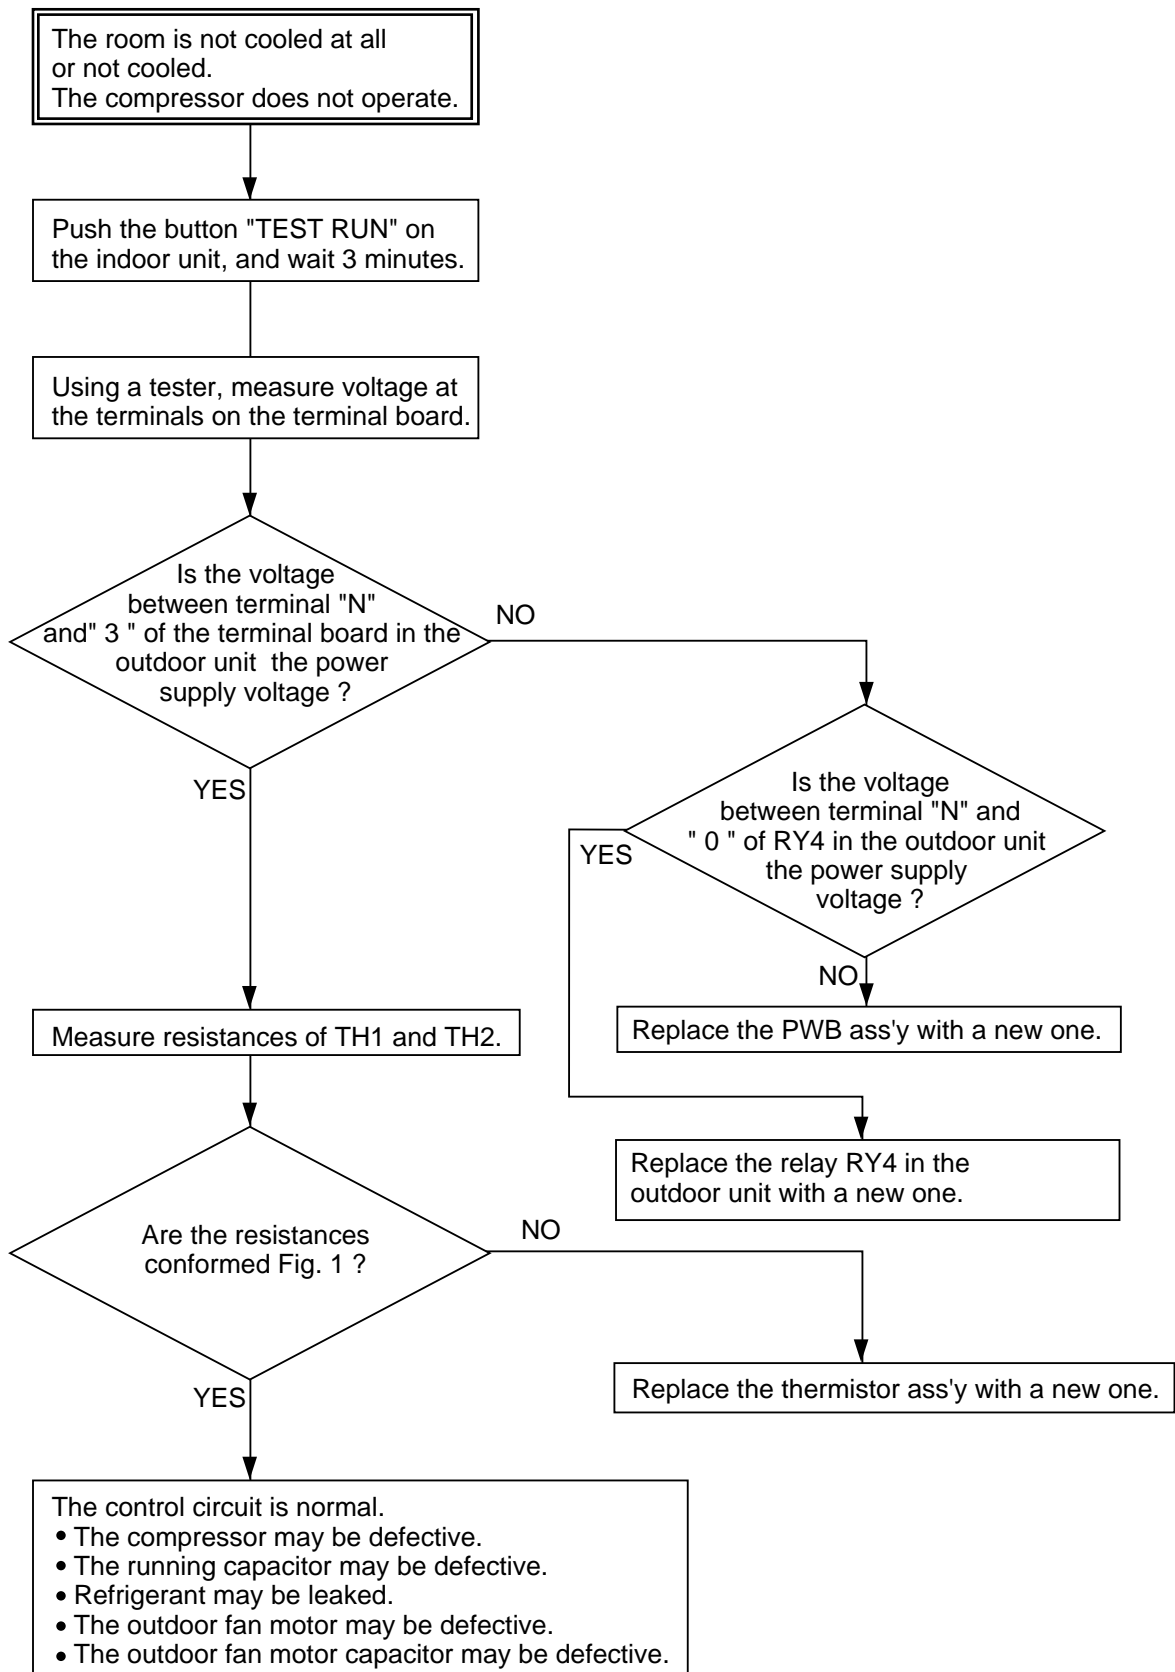 The room is not cooled at all
or not cooled.
The compressor does not operate.
Push the button "TEST RUN" on
the indoor unit, and wait 3 minutes.
Using a tester, measure voltage at
the terminals on the terminal board.
Is the voltage
between terminal "N"
and" 3 " of the terminal board in the
outdoor unit  the power
supply voltage ?
NO
YES
Is the voltage
between terminal "N" and
" 0 " of RY4 in the outdoor unit
the power supply
voltage ?
YES
NO
Replace the PWB ass'y with a new one.
Replace the relay RY4 in the
outdoor unit with a new one.
Measure resistances of TH1 and TH2.
Are the resistances
conformed Fig. 1 ?
NO
Replace the thermistor ass'y with a new one.
YES
The control circuit is normal.
• The compressor may be defective.
• The running capacitor may be defective.
• Refrigerant may be leaked.
• The outdoor fan motor may be defective.
• The outdoor fan motor capacitor may be defective.